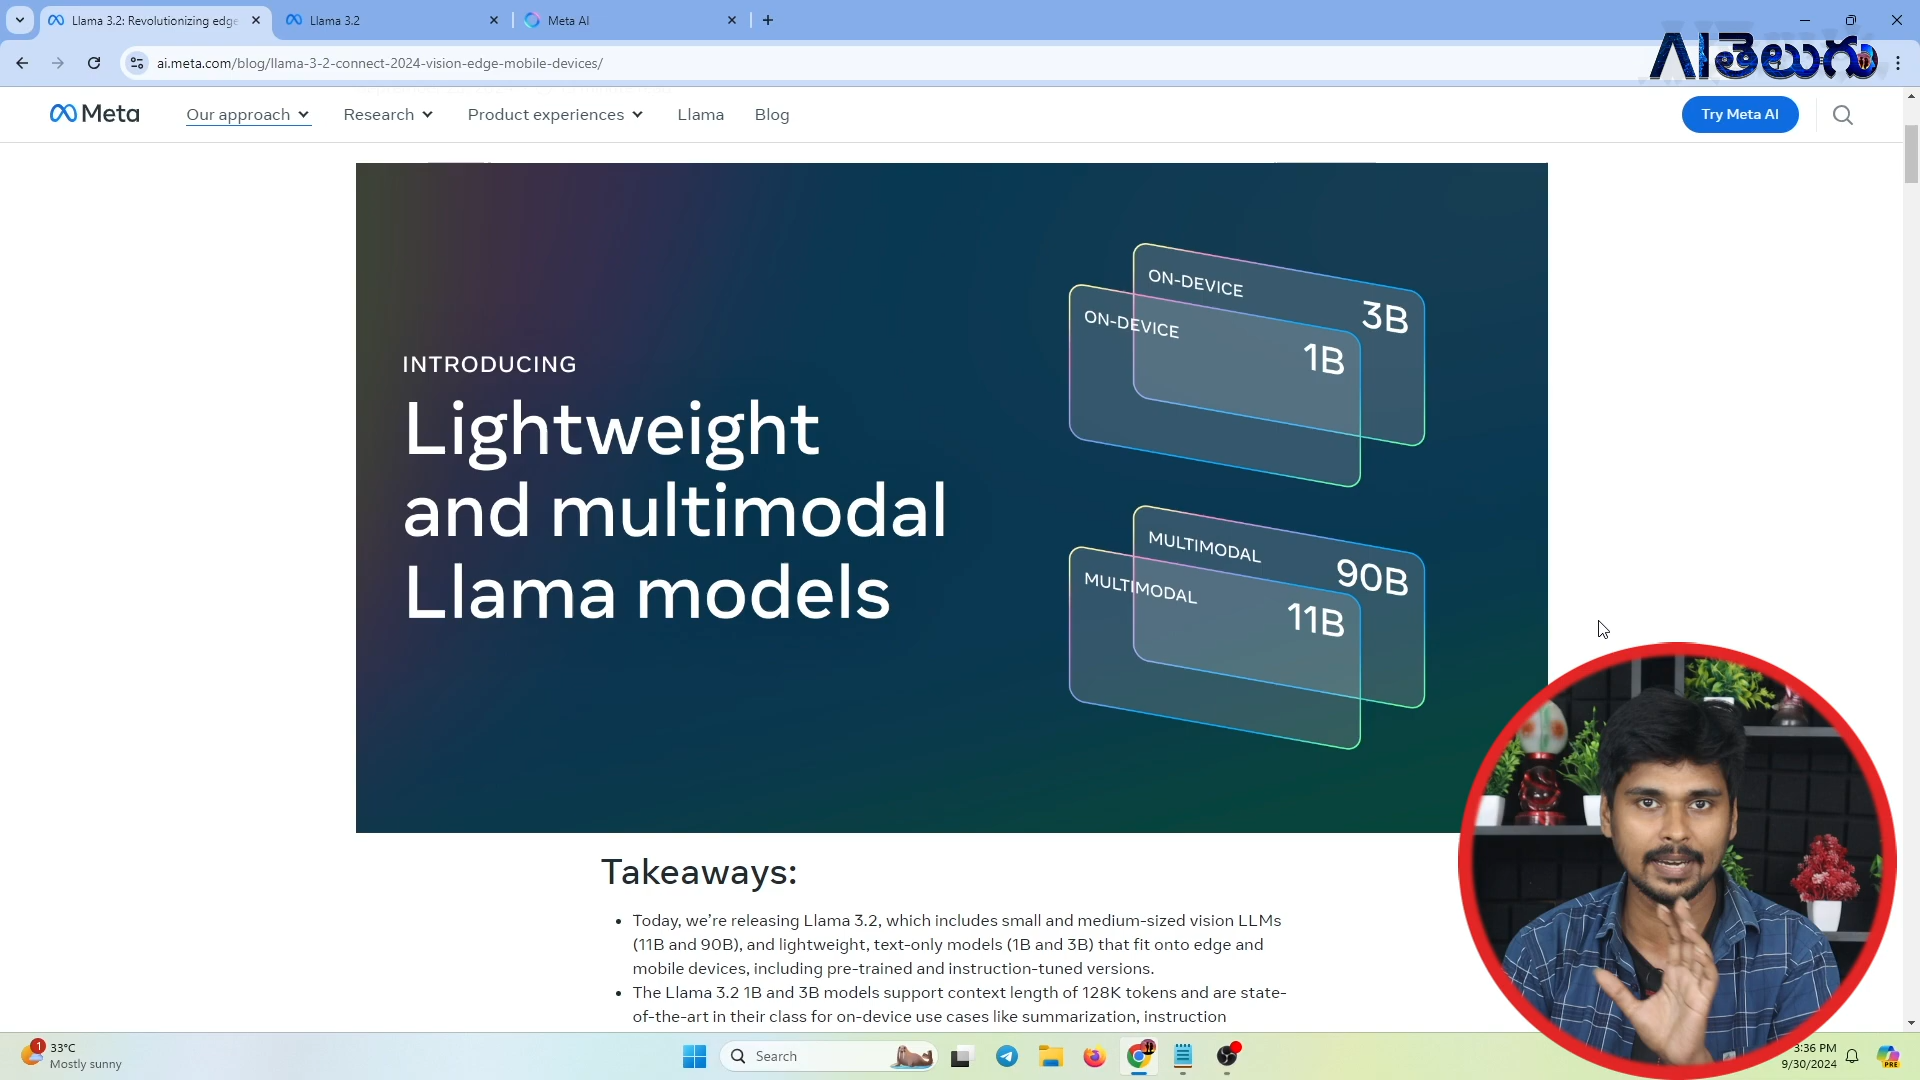 Llama 3.2: Revolutionizing edge
Llama 3.2
Meta AI
ai.meta.com/blog/llama-3-2-connect-2024-vision-edge-mobile-devices/
AIతెలుగు
Meta
Our approach
Research
Product experiences
Llama
Blog
Try Meta AI
INTRODUCING
Lightweight
and multimodal
Llama models
ON-DEVICE
3B
ON-DEVICE
1B
MULTIMODAL
90B
MULTIMODAL
11B
Takeaways:
• Today, we’re releasing Llama 3.2, which includes small and medium-sized vision LLMs
(11B and 90B), and lightweight, text-only models (1B and 3B) that fit onto edge and
mobile devices, including pre-trained and instruction-tuned versions.
• The Llama 3.2 1B and 3B models support context length of 128K tokens and are state-
of-the-art in their class for on-device use cases like summarization, instruction
1
33°C
Mostly sunny
Search
3:36 PM
9/30/2024
PRE